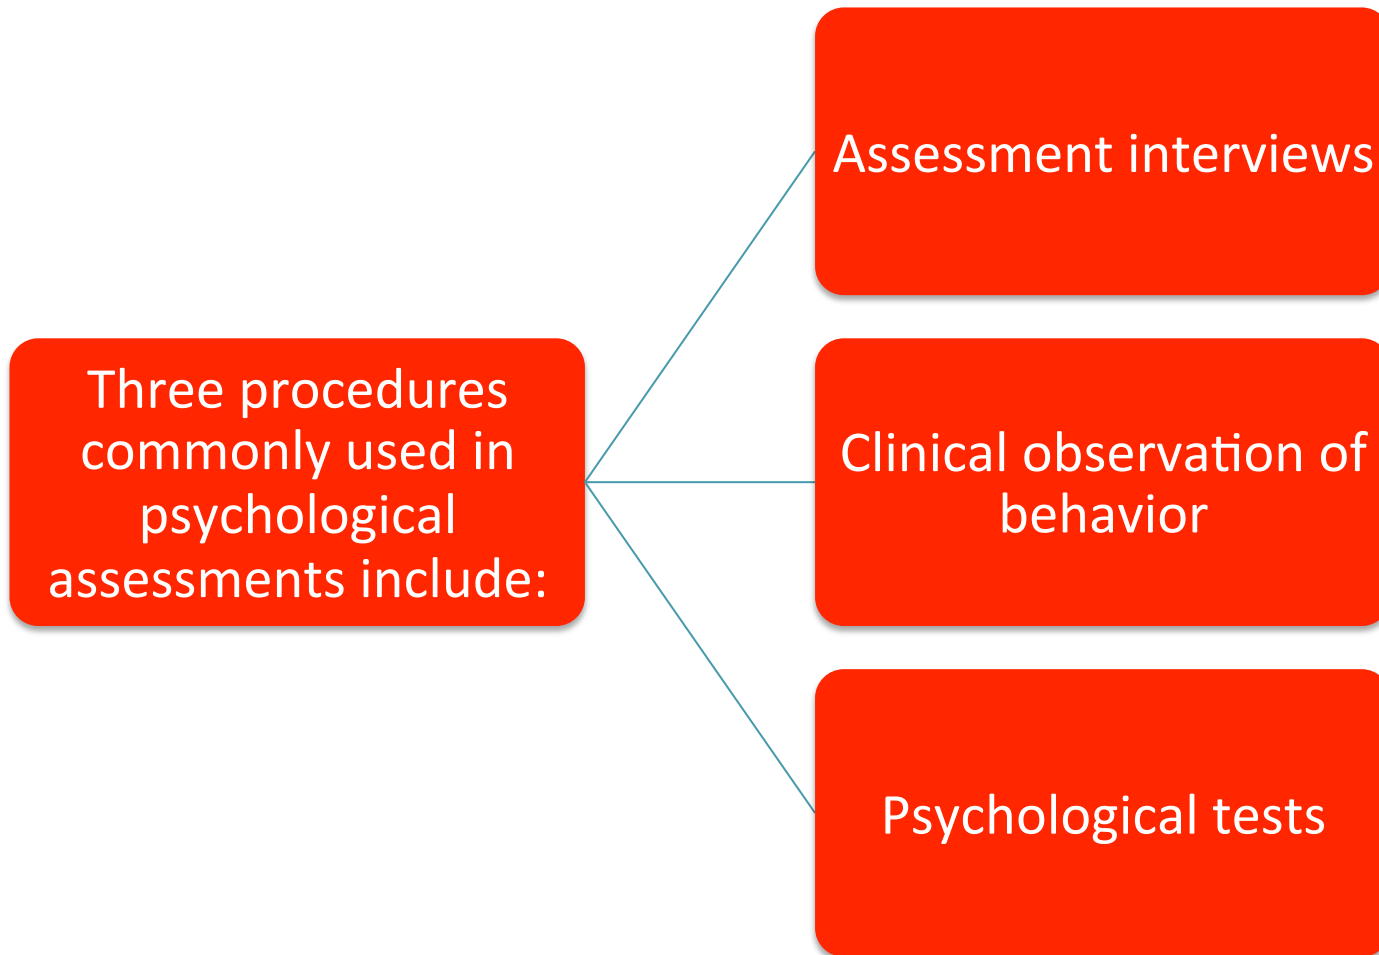 Three procedures
commonly used in
psychological
assessments include:
Assessment interviews
Clinical observation of
behavior
Psychological tests